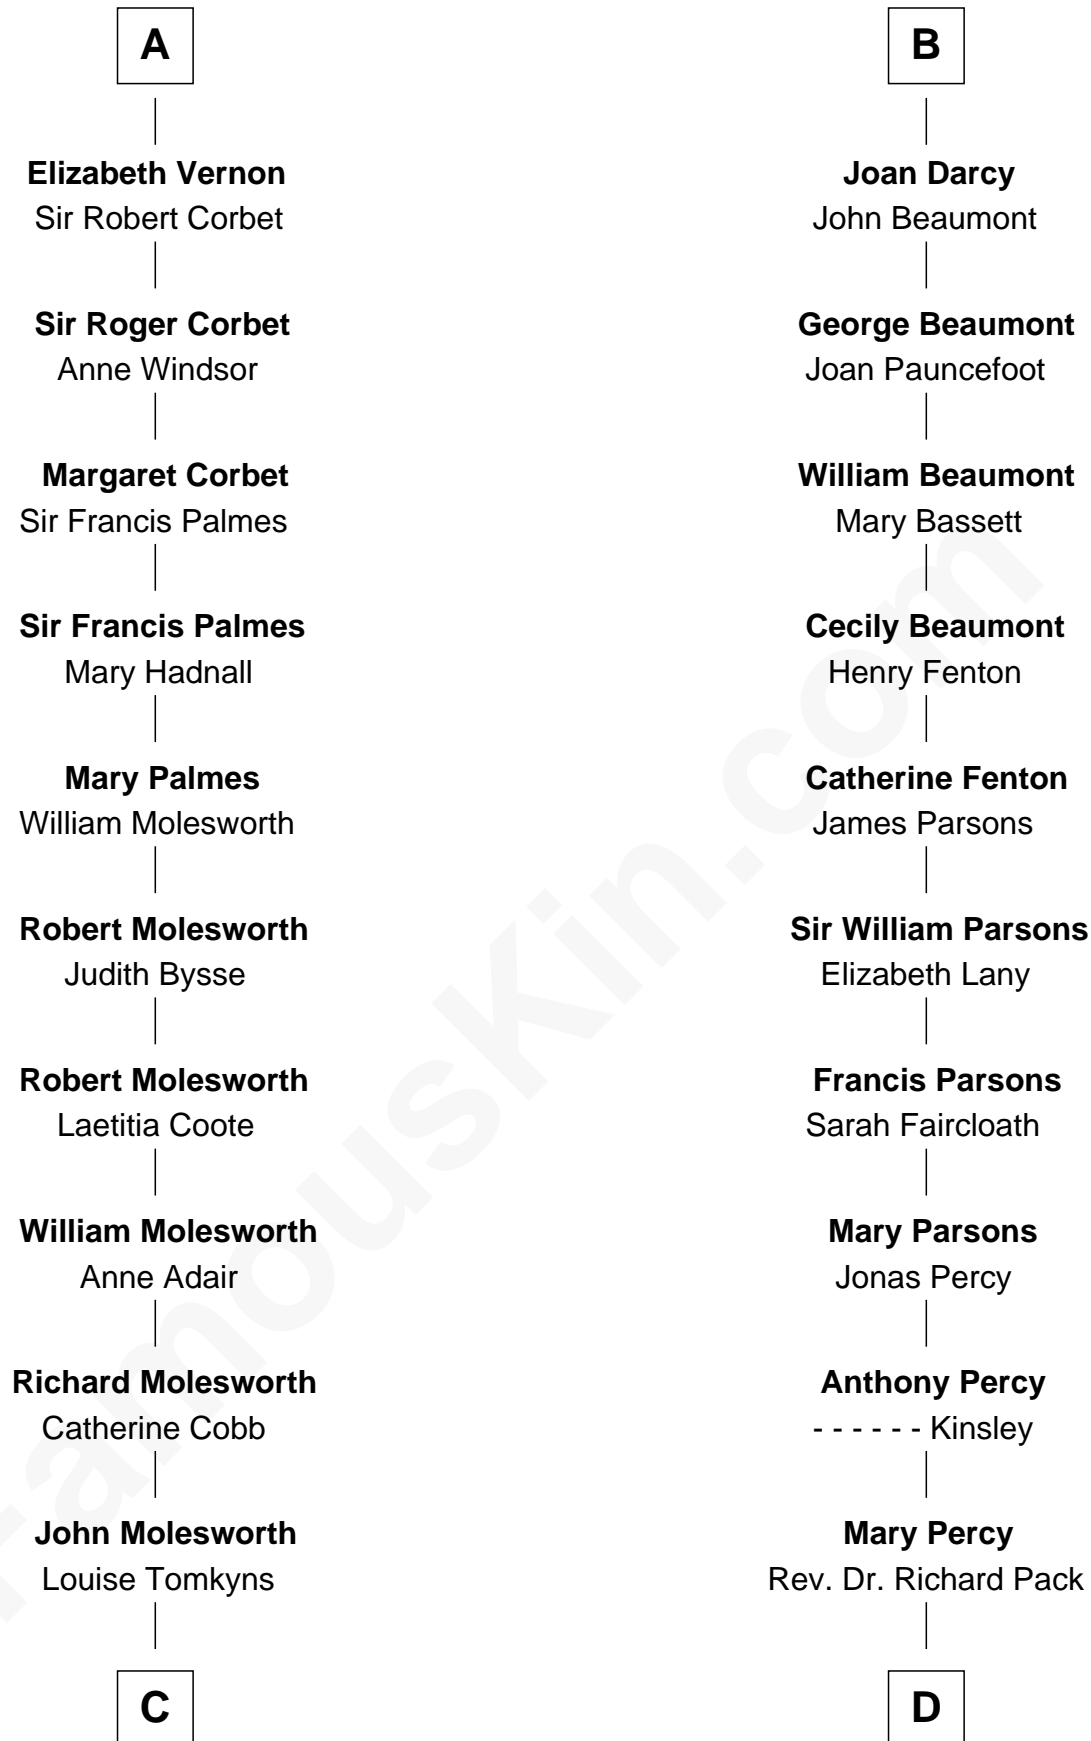 A
Elizabeth Vernon
Sir Robert Corbet
Sir Roger Corbet
Anne Windsor
Margaret Corbet
Sir Francis Palmes
Sir Francis Palmes
Mary Hadnall
Mary Palmes
William Molesworth
Robert Molesworth
Judith Bysse
Robert Molesworth
Laetitia Coote
William Molesworth
Anne Adair
Richard Molesworth
Catherine Cobb
John Molesworth
Louise Tomkyns
C
B
Joan Darcy
John Beaumont
George Beaumont
Joan Pauncefoot
William Beaumont
Mary Bassett
Cecily Beaumont
Henry Fenton
Catherine Fenton
James Parsons
Sir William Parsons
Elizabeth Lany
Francis Parsons
Sarah Faircloath
Mary Parsons
Jonas Percy
Anthony Percy
- - - - - - Kinsley
Mary Percy
Rev. Dr. Richard Pack
D
FamousKin.com